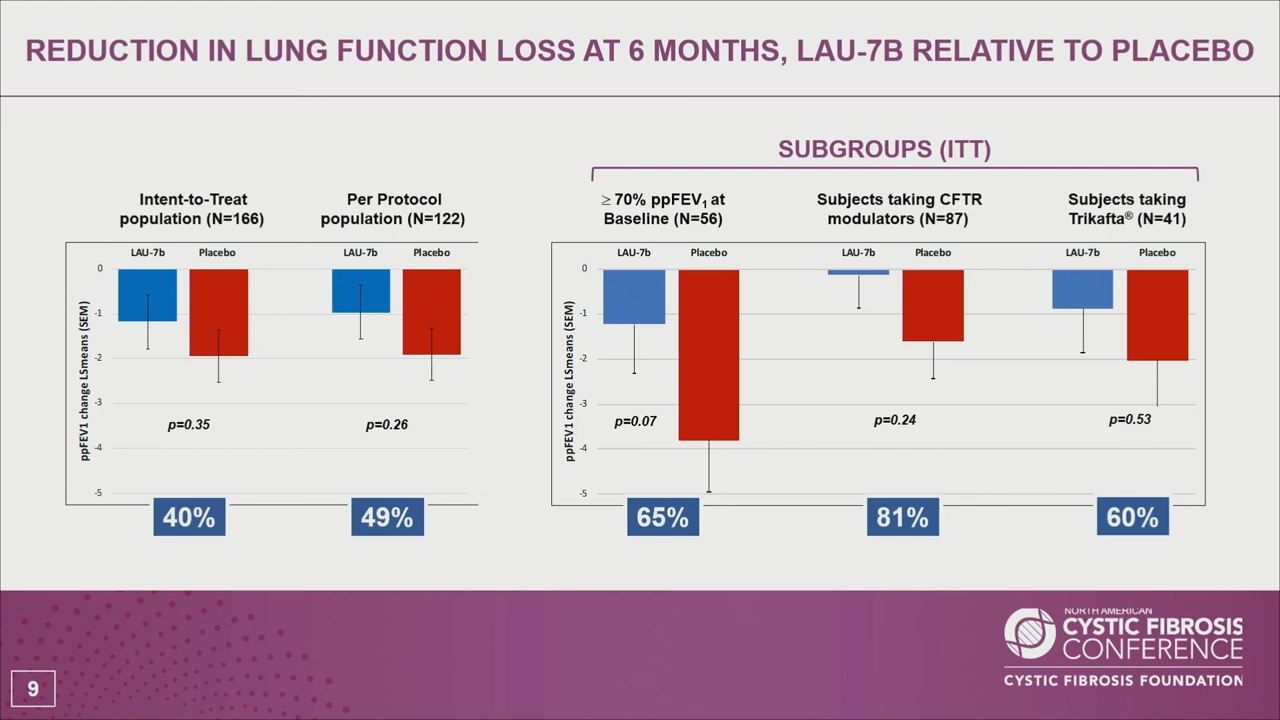 REDUCTION IN LUNG FUNCTION LOSS AT 6 MONTHS, LAU-7B RELATIVE TO PLACEBO
SUBGROUPS (ITT)
Intent-to-Treat
population (N=166)
Per Protocol
population (N=122)
≥ 70% ppFEV1 at
Baseline (N=56)
Subjects taking CFTR
modulators (N=87)
Subjects taking
Trikafta® (N=41)
LAU-7b Placebo LAU-7b Placebo
ppFEV1 change LSmeans (SEM)
0
-1
-2
-3
-4
-5
p=0.35
p=0.26
40%
49%
LAU-7b Placebo LAU-7b Placebo LAU-7b Placebo
ppFEV1 change LSmeans (SEM)
0
-1
-2
-3
-4
-5
p=0.07
p=0.24
p=0.53
65%
81%
60%
NORTH AMERICAN
CYSTIC FIBROSIS
CONFERENCE
CYSTIC FIBROSIS FOUNDATION
9